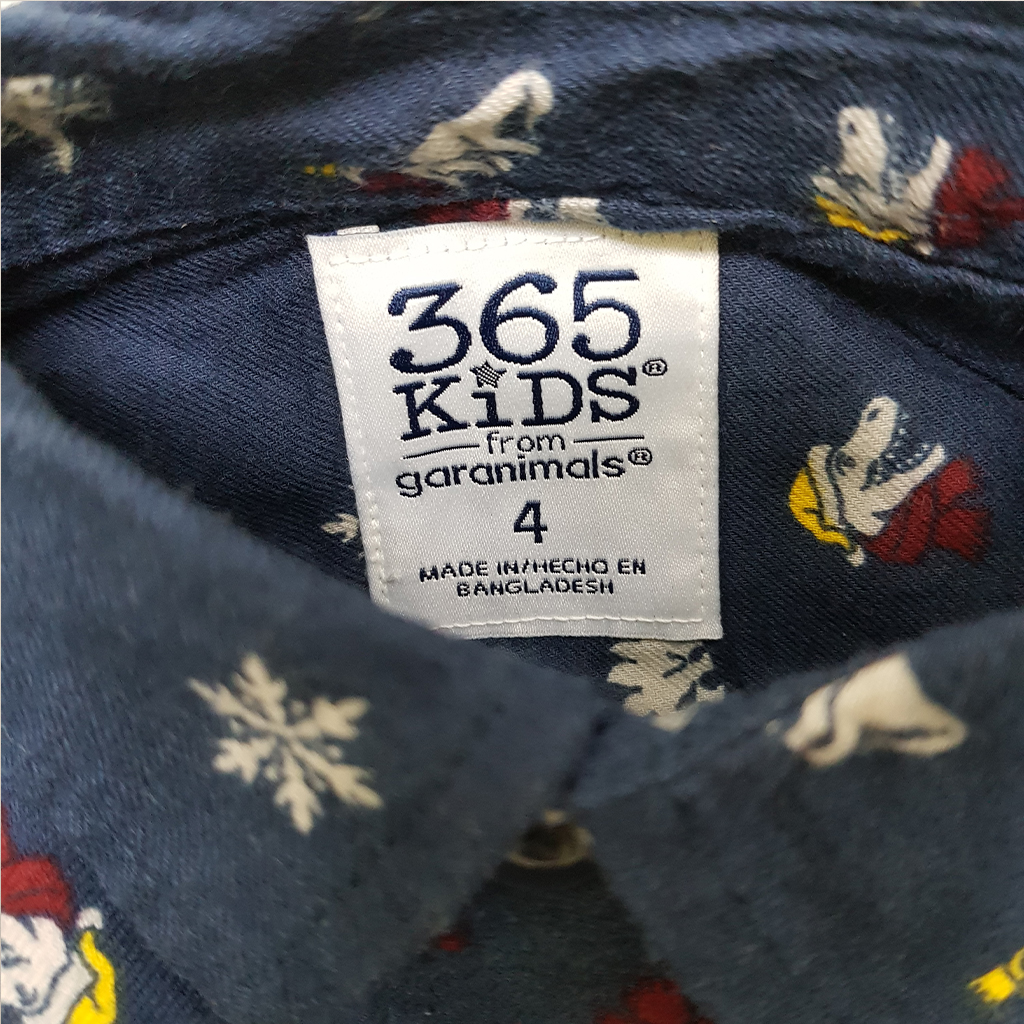 365
KiDS®
from
garanimals®
4
MADE IN/HECHO EN
BANGLADESH